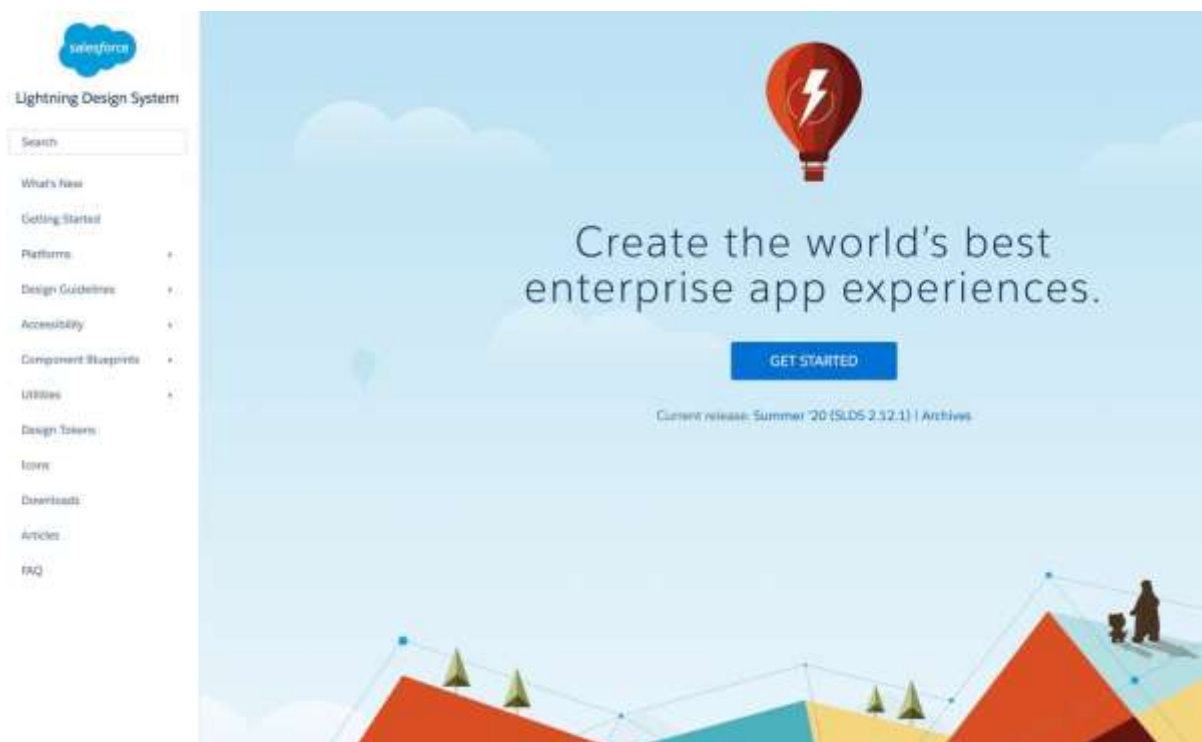 salesforce
Lightning Design System
Search
What's New
Getting Started
Platforms
Design Guidelines
Accessibility
Component Blueprints
Utilities
Design Tokens
Icons
Downloads
Articles
FAQ
Create the world's best
enterprise app experiences.
GET STARTED
Current release: Summer '20 (SLDS 2.12.1) | Archives